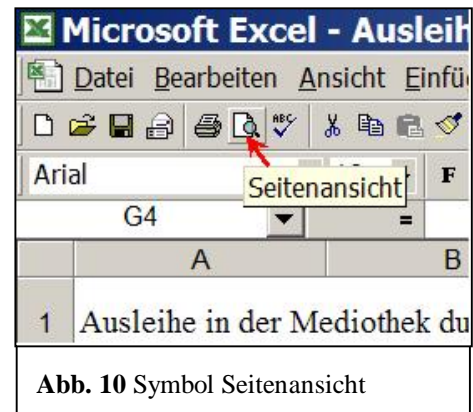 Microsoft Excel - Ausleih
Datei Bearbeiten Ansicht Einfü
ABC
Arial F
Seitenansicht
G4 =
A B
1 Ausleihe in der Mediothek du
Abb. 10 Symbol Seitenansicht